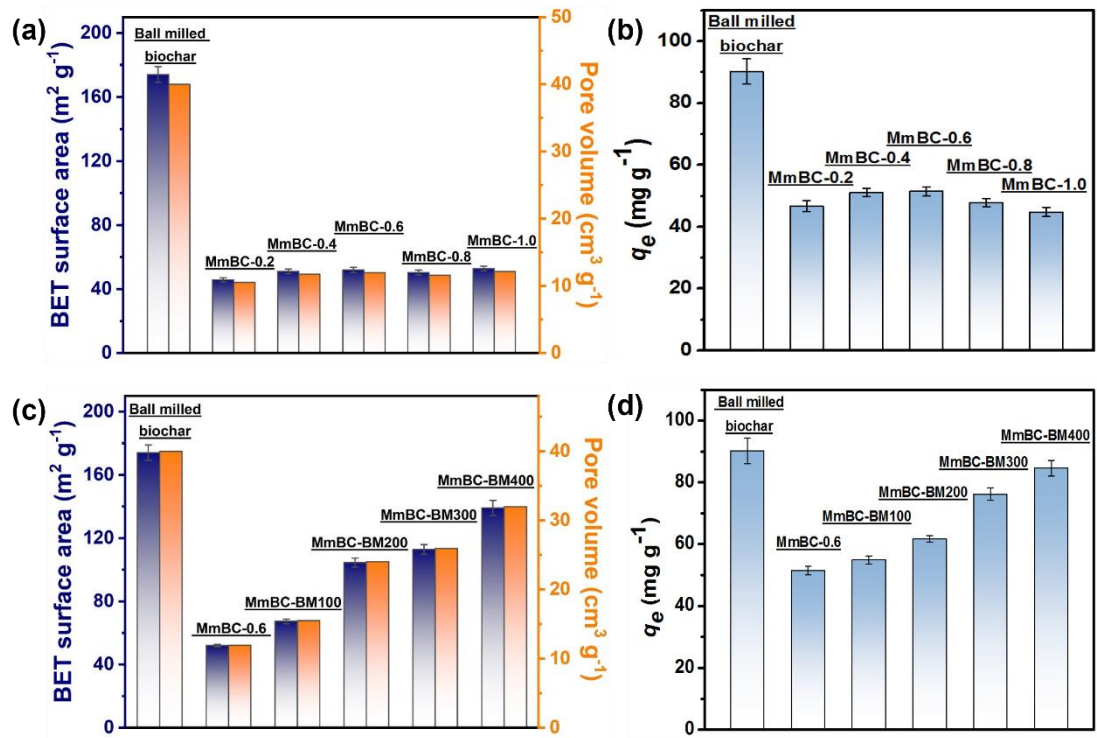 (a)
BET surface area (m² g⁻¹)
200
160
120
80
40
0
Ball milled
biochar
MmBC-0.2
MmBC-0.4
MmBC-0.6
MmBC-0.8
MmBC-1.0
50
40
30
20
10
0
Pore volume (cm³ g⁻¹)
(b)
qe (mg g⁻¹)
100
80
60
40
20
0
Ball milled
biochar
MmBC-0.2
MmBC-0.4
MmBC-0.6
MmBC-0.8
MmBC-1.0
(c)
BET surface area (m² g⁻¹)
200
160
120
80
40
0
Ball milled
biochar
MmBC-0.6
MmBC-BM100
MmBC-BM200
MmBC-BM300
MmBC-BM400
40
30
20
10
0
Pore volume (cm³ g⁻¹)
(d)
qe (mg g⁻¹)
100
80
60
40
20
0
Ball milled
biochar
MmBC-0.6
MmBC-BM100
MmBC-BM200
MmBC-BM300
MmBC-BM400